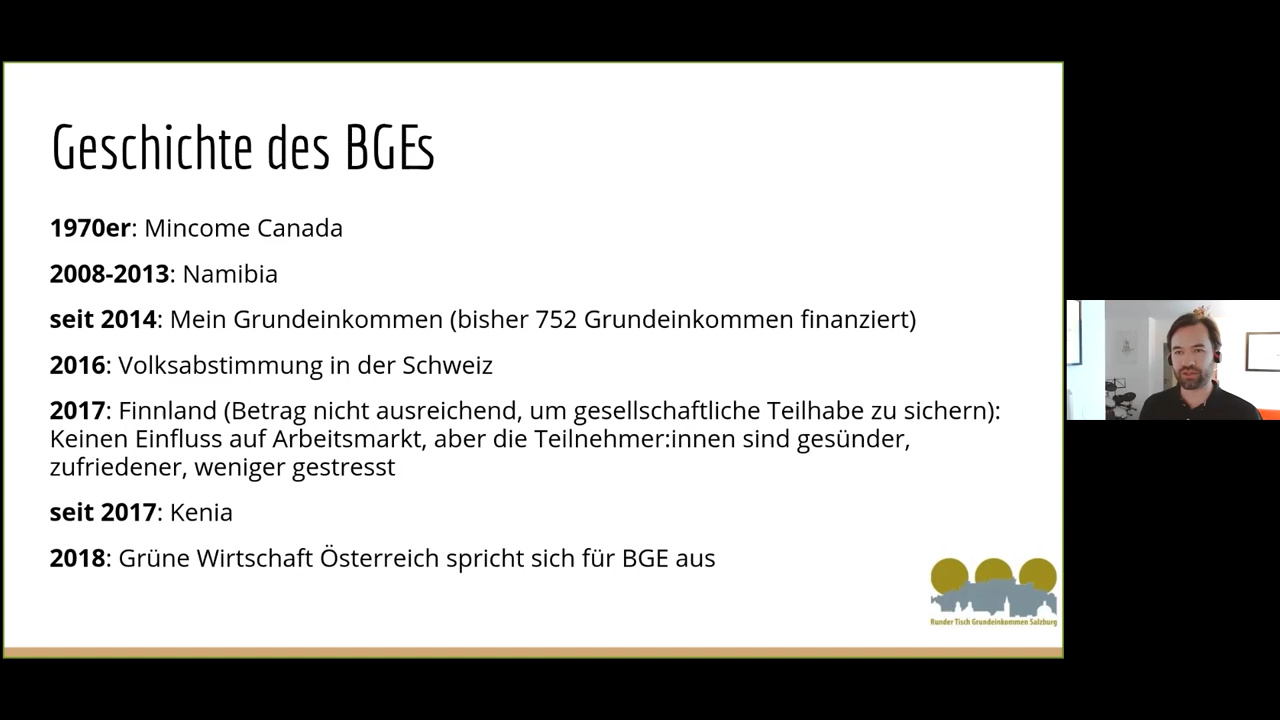 Geschichte des BGEs
1970er: Mincome Canada
2008-2013: Namibia
seit 2014: Mein Grundeinkommen (bisher 752 Grundeinkommen finanziert)
2016: Volksabstimmung in der Schweiz
2017: Finnland (Betrag nicht ausreichend, um gesellschaftliche Teilhabe zu sichern):
Keinen Einfluss auf Arbeitsmarkt, aber die Teilnehmer:innen sind gesünder,
zufriedener, weniger gestresst
seit 2017: Kenia
2018: Grüne Wirtschaft Österreich spricht sich für BGE aus
Runder Tisch Grundeinkommen Salzburg